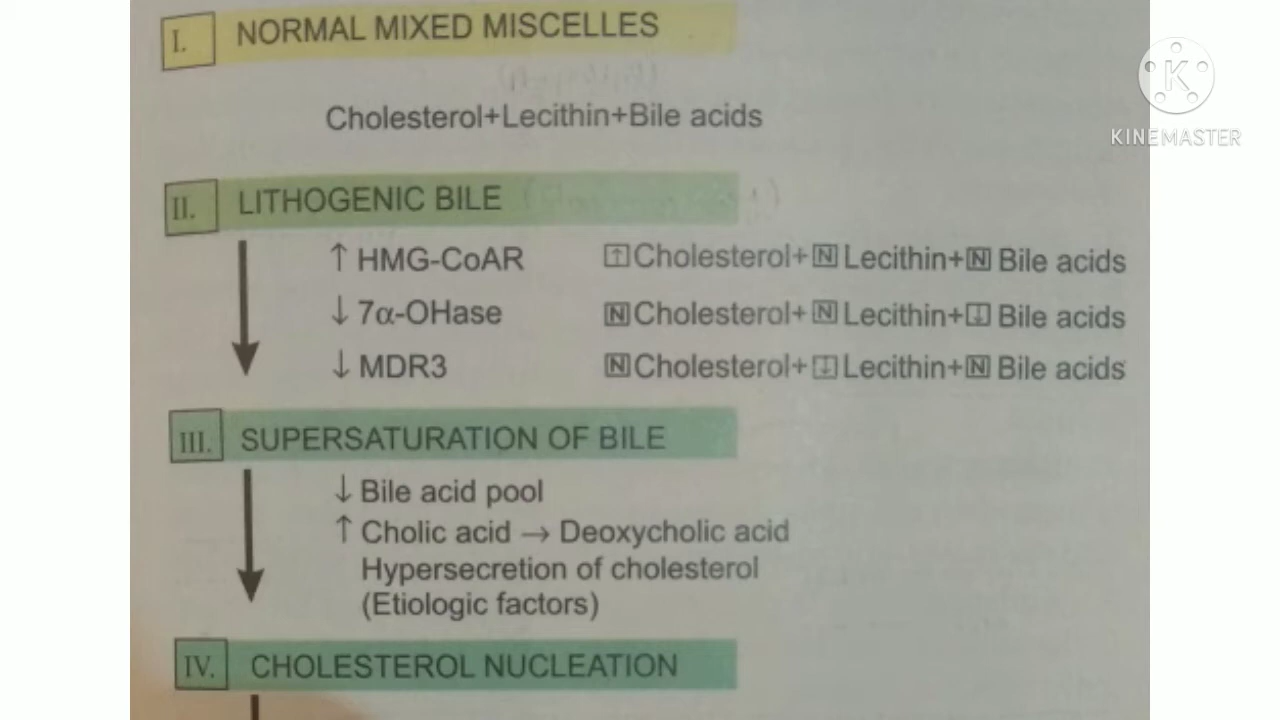 I. NORMAL MIXED MISCELLES
Cholesterol+Lecithin+Bile acids
II. LITHOGENIC BILE
↑ HMG-CoAR ↑ Cholesterol+ N Lecithin+ N Bile acids
↓ 7α-OHase N Cholesterol+ N Lecithin+ ↓ Bile acids
↓ MDR3 N Cholesterol+ ↓ Lecithin+ N Bile acids
III. SUPERSATURATION OF BILE
↓ Bile acid pool
↑ Cholic acid → Deoxycholic acid
Hypersecretion of cholesterol
(Etiologic factors)
IV. CHOLESTEROL NUCLEATION
K
KINEMASTER